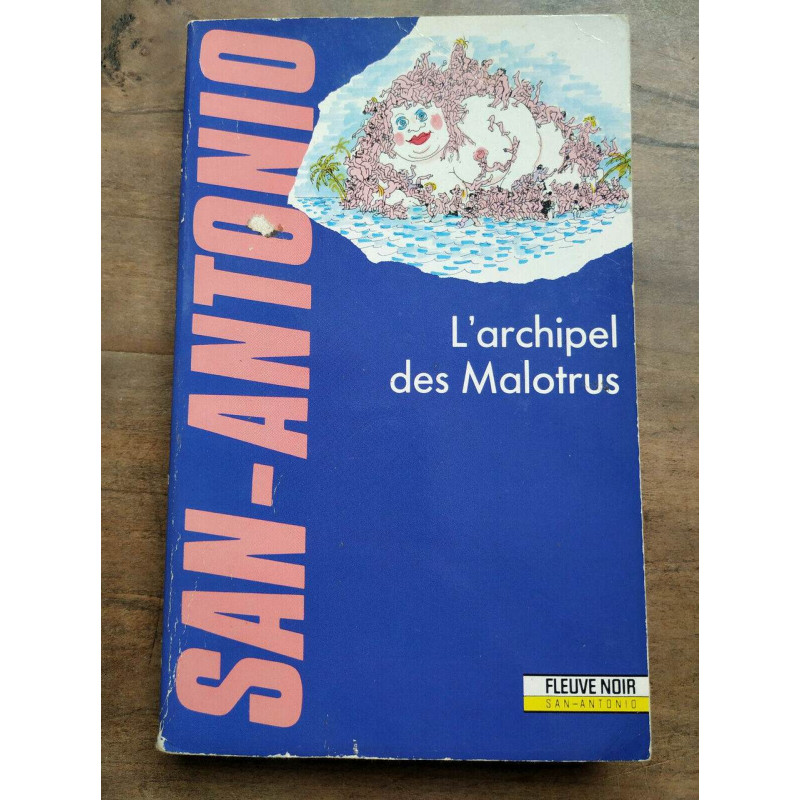 SAN-ANTONIO
L'archipel
des Malotrus
FLEUVE NOIR
SAN-ANTONIO